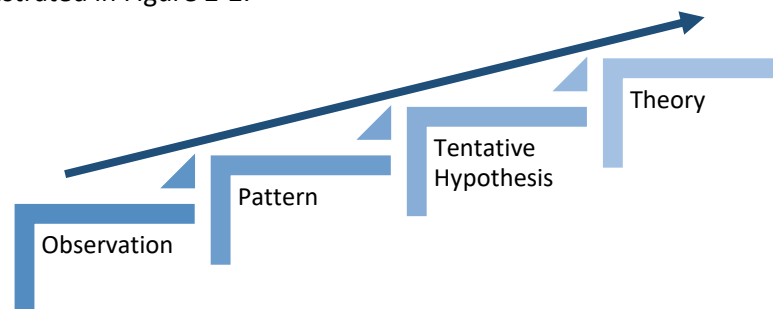 Theory
Tentative
Hypothesis
Pattern
Observation